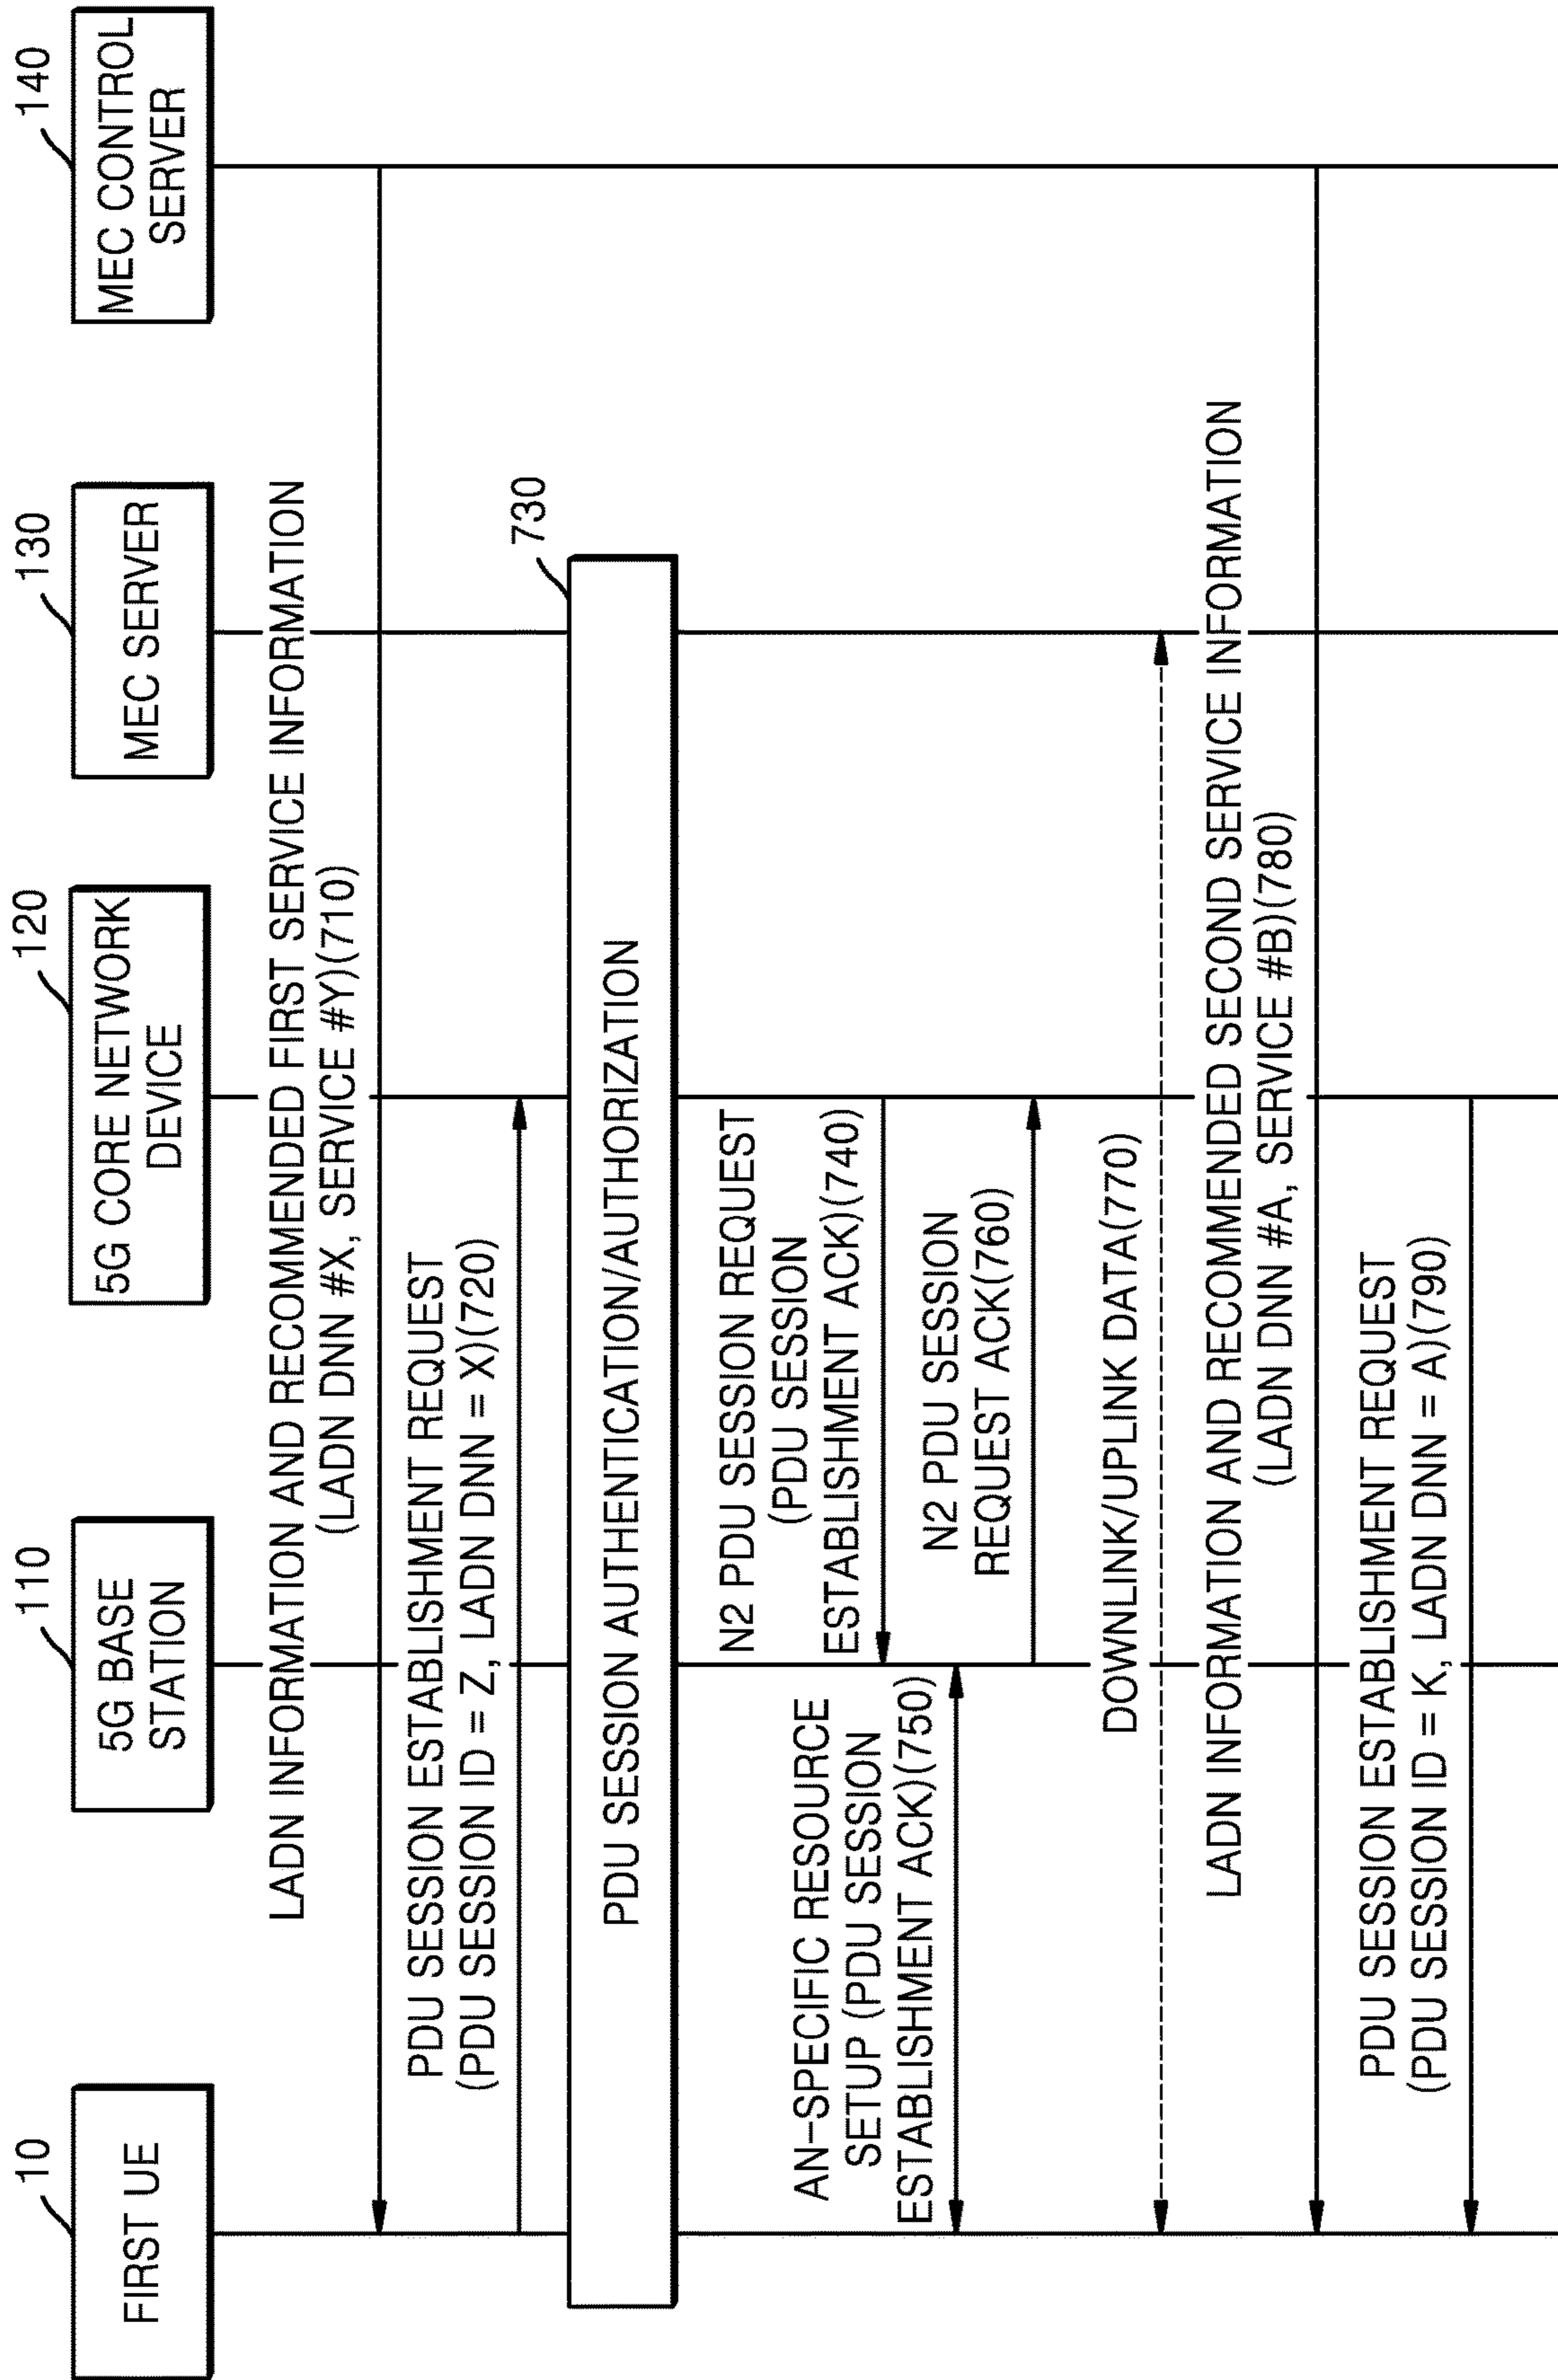 10
FIRST UE
110
5G BASE
STATION
120
5G CORE NETWORK
DEVICE
130
MEC SERVER
140
MEC CONTROL
SERVER
LADN INFORMATION AND RECOMMENDED FIRST SERVICE INFORMATION
(LADN DNN #X, SERVICE #Y)(710)
PDU SESSION ESTABLISHMENT REQUEST
(PDU SESSION ID = Z, LADN DNN = X)(720)
730
PDU SESSION AUTHENTICATION/AUTHORIZATION
N2 PDU SESSION REQUEST
(PDU SESSION
ESTABLISHMENT ACK)(740)
AN-SPECIFIC RESOURCE
SETUP (PDU SESSION
ESTABLISHMENT ACK)(750)
N2 PDU SESSION
REQUEST ACK(760)
DOWNLINK/UPLINK DATA(770)
LADN INFORMATION AND RECOMMENDED SECOND SERVICE INFORMATION
(LADN DNN #A, SERVICE #B)(780)
PDU SESSION ESTABLISHMENT REQUEST
(PDU SESSION ID = K, LADN DNN = A)(790)